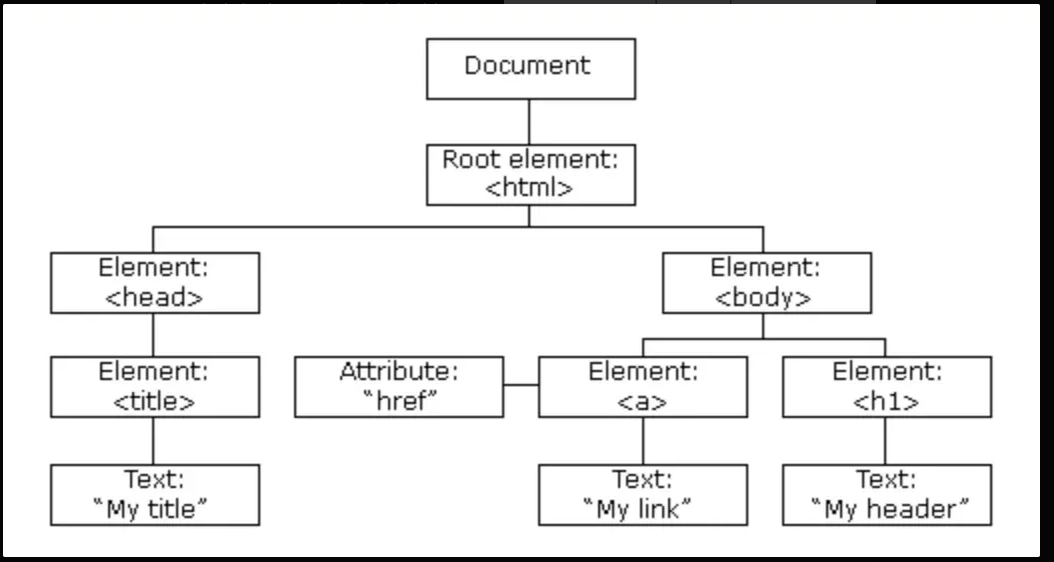 Document
Root element:
<html>
Element:
<head>
Element:
<body>
Element:
<title>
Attribute:
“href”
Element:
<a>
Element:
<h1>
Text:
“My title”
Text:
“My link”
Text:
“My header”